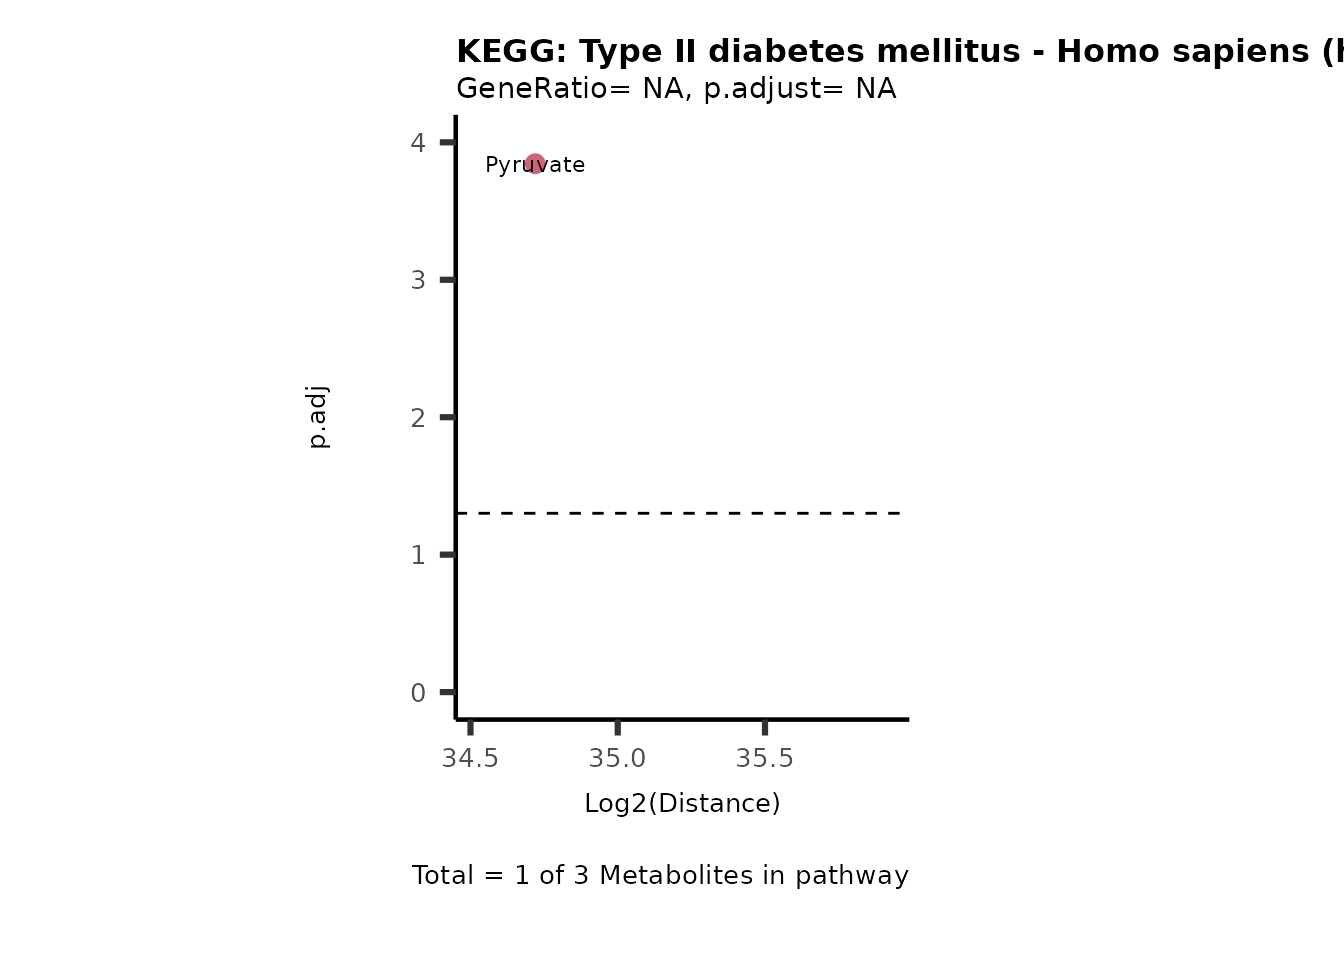 KEGG: Type II diabetes mellitus - Homo sapiens (
GeneRatio= NA, p.adjust= NA
4
Pyruvate
3
2
p.adj
1
0
34.5 35.0 35.5
Log2(Distance)
Total = 1 of 3 Metabolites in pathway